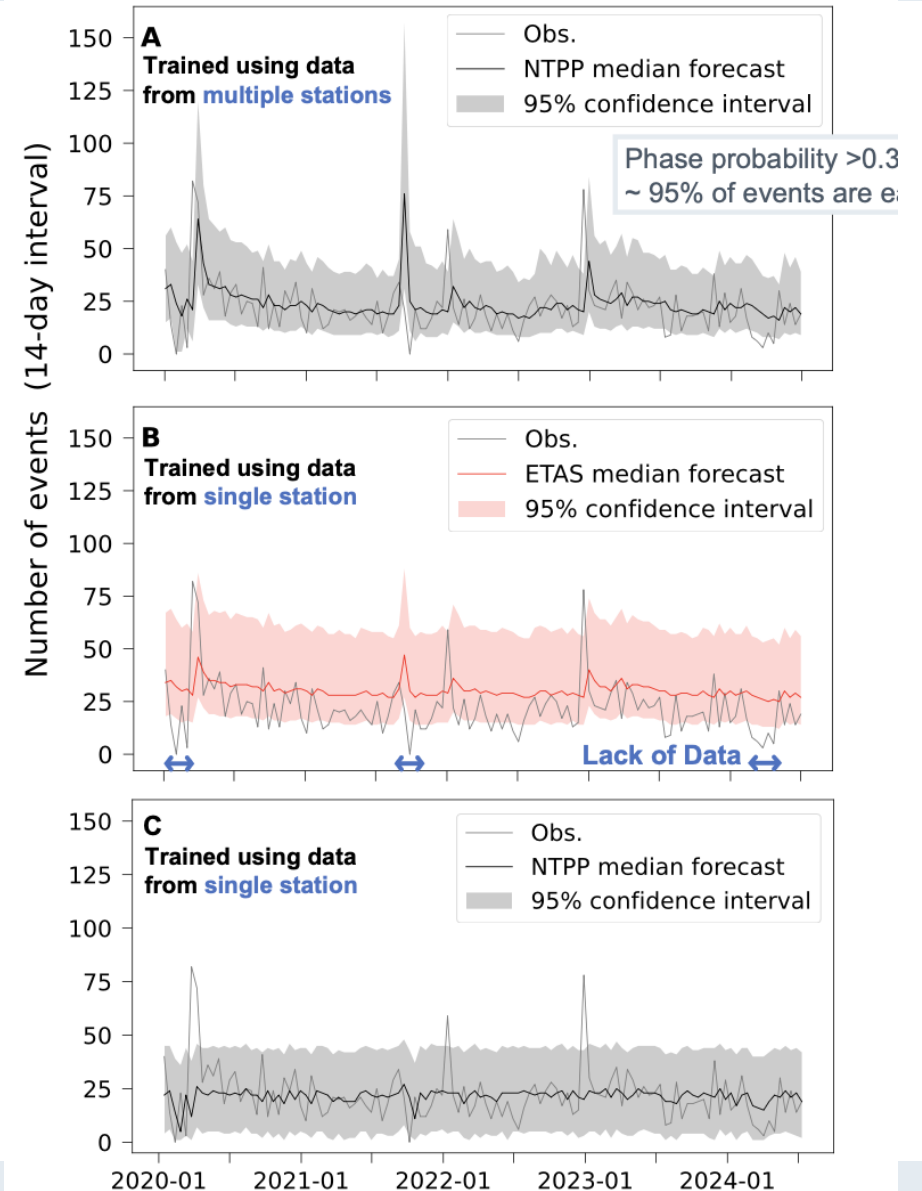 Number of events (14-day interval)
150
125
100
75
50
25
0
A
Trained using data
from multiple stations
Obs.
NTPP median forecast
95% confidence interval
Phase probability >0.3
~ 95% of events are
150
125
100
75
50
25
0
B
Trained using data
from single station
Obs.
ETAS median forecast
95% confidence interval
Lack of Data
150
125
100
75
50
25
0
C
Trained using data
from single station
Obs.
NTPP median forecast
95% confidence interval
2020-01 2021-01 2022-01 2023-01 2024-01